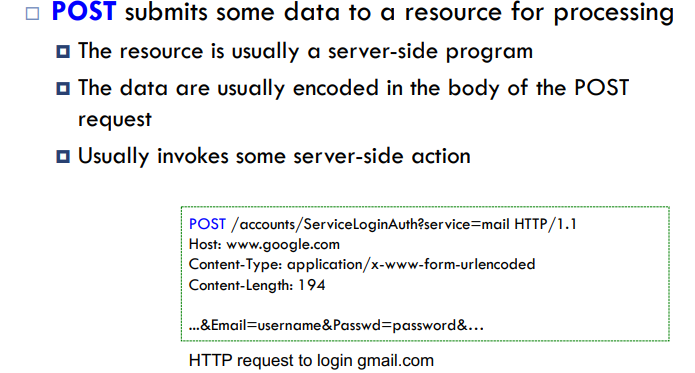 POST submits some data to a resource for processing
The resource is usually a server-side program
The data are usually encoded in the body of the POST
request
Usually invokes some server-side action
POST /accounts/ServiceLoginAuth?service=mail HTTP/1.1
Host: www.google.com
Content-Type: application/x-www-form-urlencoded
Content-Length: 194
...&Email=username&Passwd=password&...
HTTP request to login gmail.com